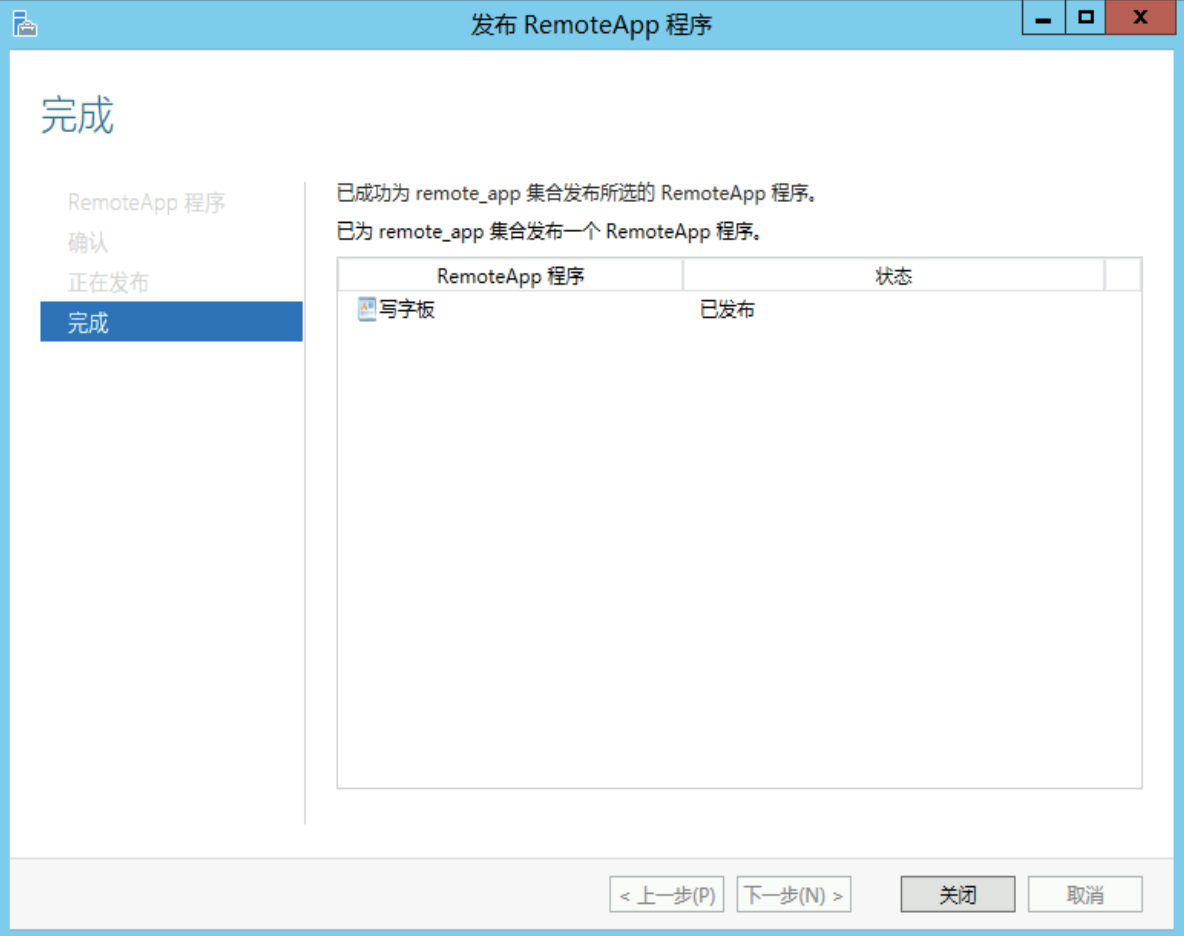 发布 RemoteApp 程序
完成
RemoteApp 程序
确认
正在发布
完成
已成功为 remote_app 集合发布所选的 RemoteApp 程序。
已为 remote_app 集合发布一个 RemoteApp 程序。
RemoteApp 程序 状态
写字板 已发布
< 上一步(P) 下一步(N) > 关闭 取消